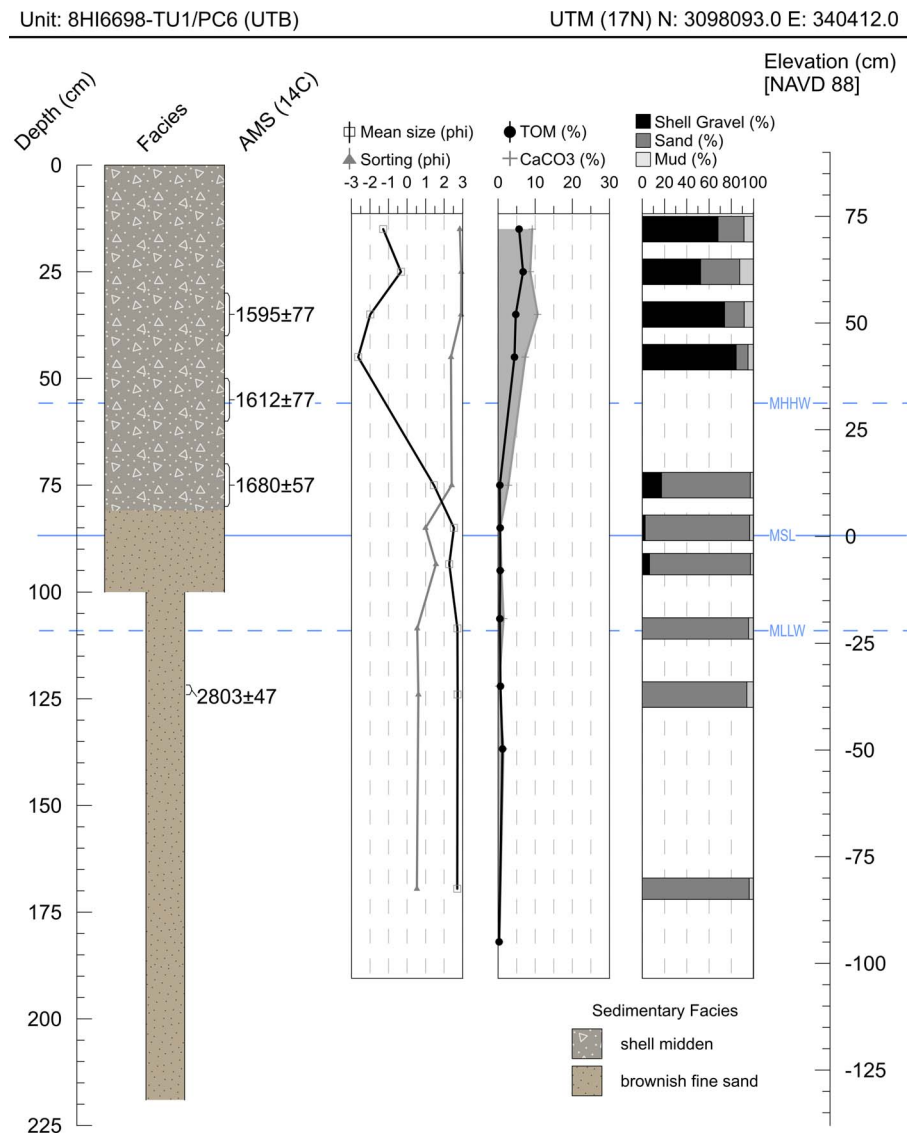 Unit: 8HI6698-TU1/PC6 (UTB) UTM (17N) N: 3098093.0 E: 340412.0
Elevation (cm)
[NAVD 88]
Depth (cm) Facies AMS (14C)
Mean size (phi) TOM (%) Shell Gravel (%)
Sorting (phi) CaCO3 (%) Sand (%)
Mud (%)
-3 -2 -1 0 1 2 3 0 10 20 30 0 20 40 60 80 100
0
75
25
1595±77 50
50
1612±77 MHHW
25
75 1680±57
MSL 0
100
MLLW -25
125 2803±47
-50
150
-75
175
-100
200
Sedimentary Facies
shell midden
brownish fine sand -125
225